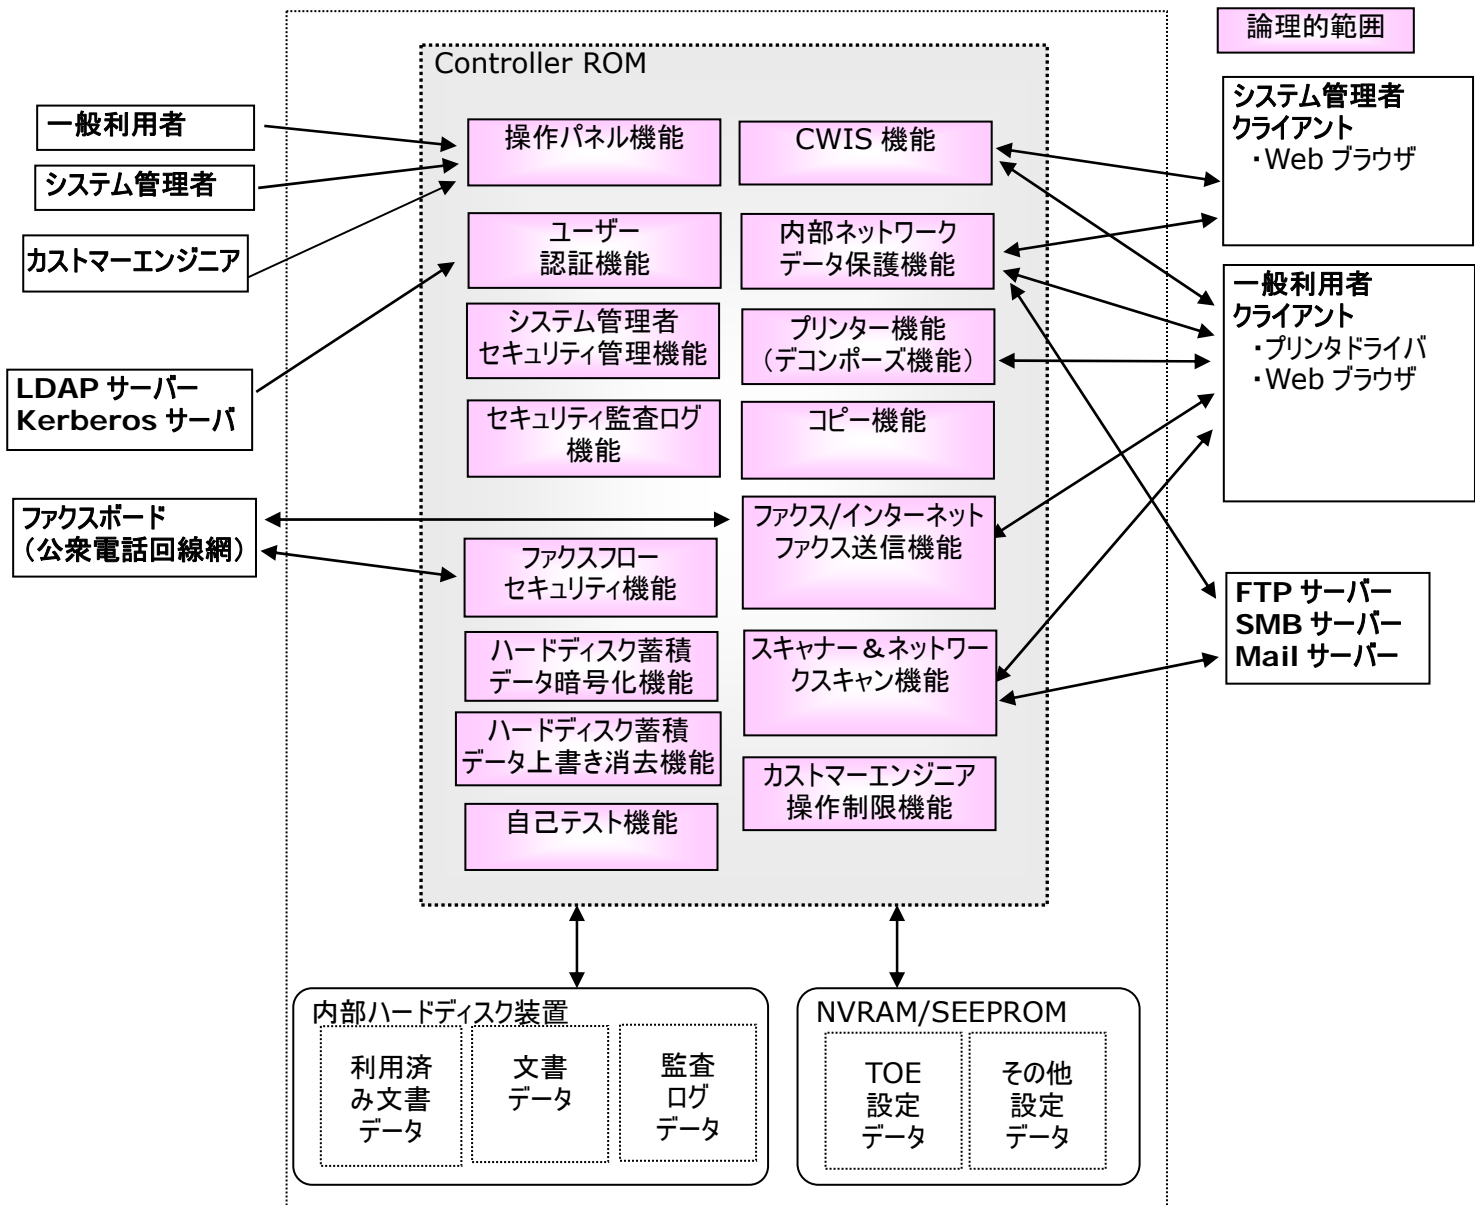 論理的範囲
Controller ROM
一般利用者
システム管理者
カストマーエンジニア
LDAP サーバー
Kerberos サーバ
ファクスボード
（公衆電話回線網）
操作パネル機能
ユーザー
認証機能
システム管理者
セキュリティ管理機能
セキュリティ監査ログ
機能
ファクスフロー
セキュリティ機能
ハードディスク蓄積
データ暗号化機能
ハードディスク蓄積
データ上書き消去機能
自己テスト機能
CWIS 機能
内部ネットワーク
データ保護機能
プリンター機能
（デコンポーズ機能）
コピー機能
ファクス/インターネット
ファクス送信機能
スキャナー＆ネットワー
クスキャン機能
カストマーエンジニア
操作制限機能
システム管理者
クライアント
・Web ブラウザ
一般利用者
クライアント
・プリンタドライバ
・Web ブラウザ
FTP サーバー
SMB サーバー
Mail サーバー
内部ハードディスク装置
利用済
み文書
データ
文書
データ
監査
ログ
データ
NVRAM/SEEPROM
TOE
設定
データ
その他
設定
データ